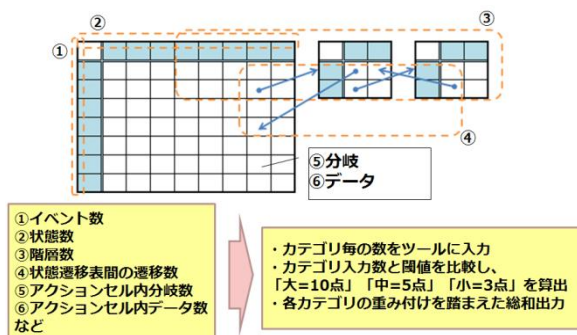 ②
①
③
④
⑤分岐
⑥データ
①イベント数
②状態数
③階層数
④状態遷移表間の遷移数
⑤アクションセル内分岐数
⑥アクションセル内データ数
など
・カテゴリ毎の数をツールに入力
・カテゴリ入力数と閾値を比較し、
「大=10点」「中=5点」「小=3点」を算出
・各カテゴリの重み付けを踏まえた総和出力